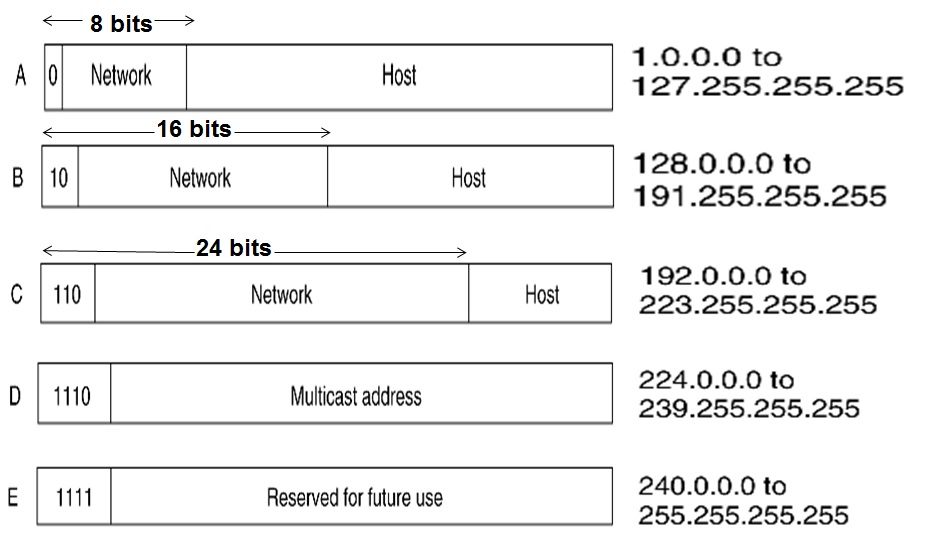 8 bits
A 0 Network Host 1.0.0.0 to
127.255.255.255
16 bits
B 10 Network Host 128.0.0.0 to
191.255.255.255
24 bits
C 110 Network Host 192.0.0.0 to
223.255.255.255
D 1110 Multicast address 224.0.0.0 to
239.255.255.255
E 1111 Reserved for future use 240.0.0.0 to
255.255.255.255